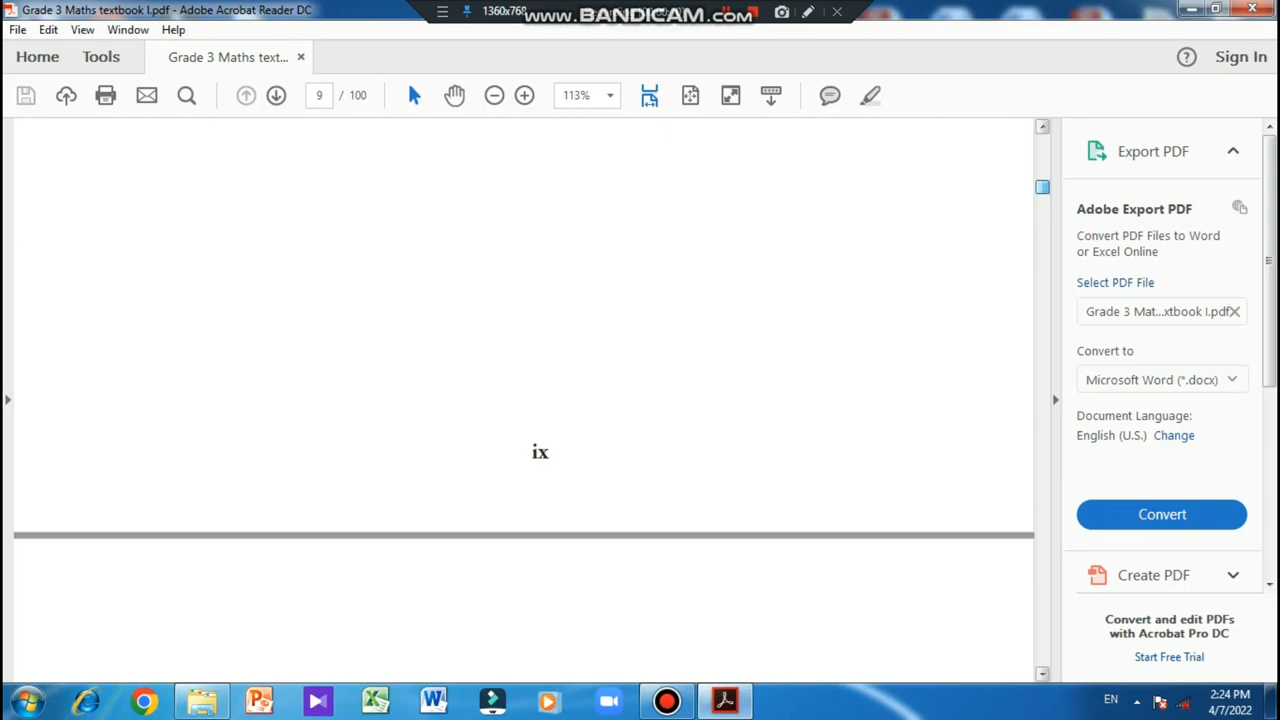 Grade 3 Maths textbook I.pdf - Adobe Acrobat Reader DC
1360x768
www.BANDICAM.com
File Edit View Window Help
Home Tools Grade 3 Maths text... ×
Sign In
9 / 100
113%
Export PDF
Adobe Export PDF
Convert PDF Files to Word
or Excel Online
Select PDF File
Grade 3 Mat...xtbook I.pdf
Convert to
Microsoft Word (*.docx)
Document Language:
English (U.S.) Change
Convert
ix
Create PDF
Convert and edit PDFs
with Acrobat Pro DC
Start Free Trial
EN
2:24 PM
4/7/2022